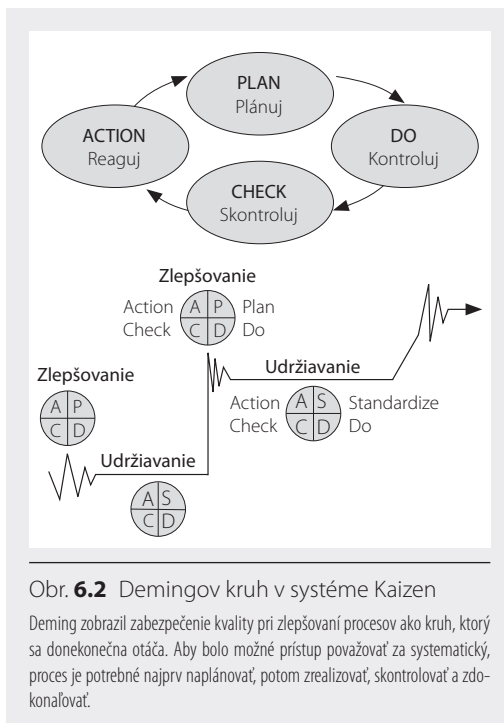 PLAN
Plánuj
ACTION
Reaguj
DO
Kontroluj
CHECK
Skontroluj
Zlepšovanie
Action A P Plan
Check C D Do
Zlepšovanie
A P
C D
Udržiavanie
Action A S Standardize
Check C D Do
Udržiavanie
A S
C D
Obr. 6.2 Demingov kruh v systéme Kaizen
Deming zobrazil zabezpečenie kvality pri zlepšovaní procesov ako kruh, ktorý
sa donekonečna otáča. Aby bolo možné prístup považovať za systematický,
proces je potrebné najprv naplánovať, potom zrealizovať, skontrolovať a zdo-
konaľovať.